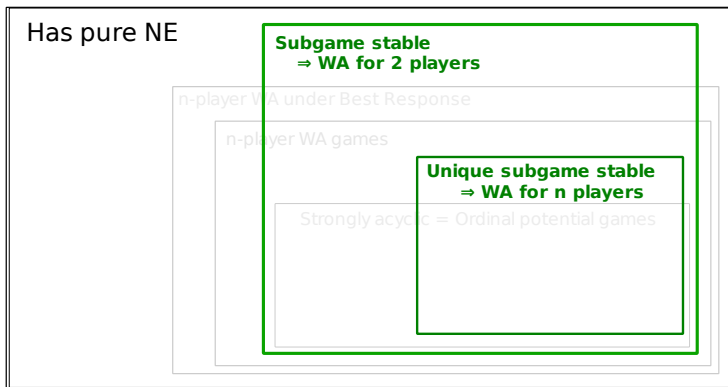 Has pure NE
Subgame stable
⇒ WA for 2 players
n-player WA under Best Response
n-player WA games
Unique subgame stable
⇒ WA for n players
Strongly acyclic = Ordinal potential games